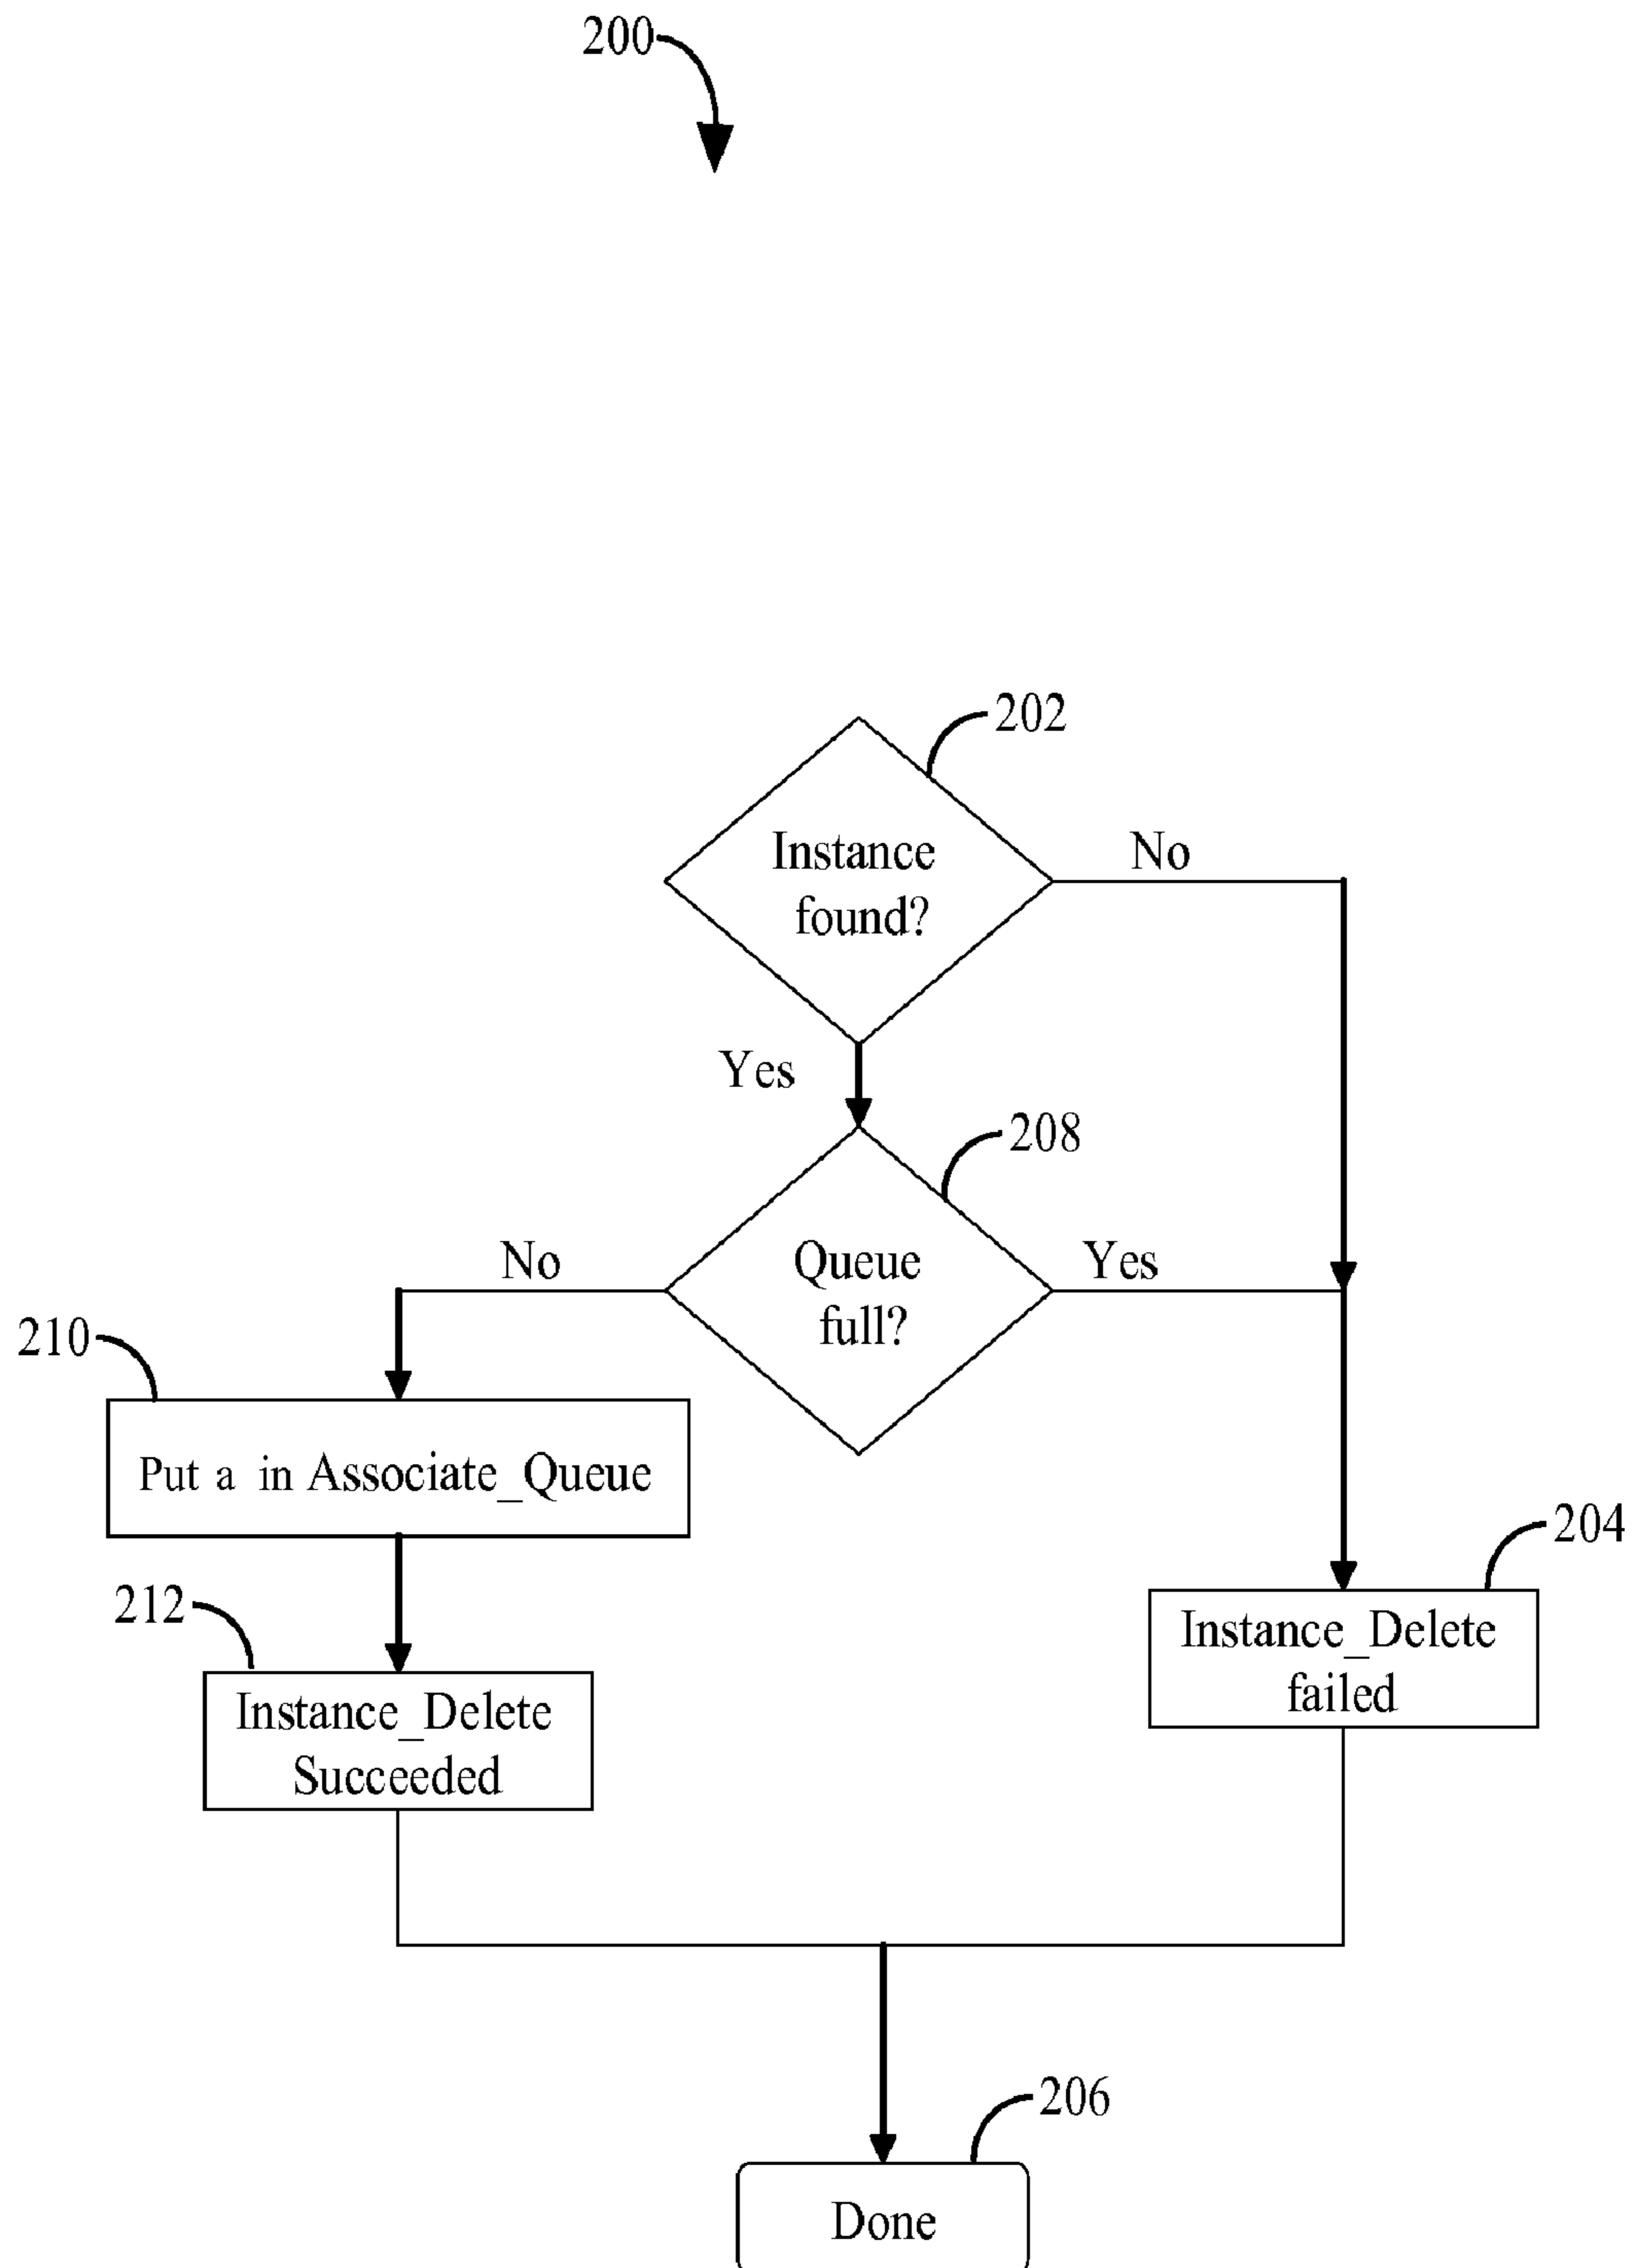 200
202
Instance
found?
No
Yes
208
Queue
full?
No
Yes
210
Put a in Associate_Queue
204
Instance_Delete
failed
212
Instance_Delete
Succeeded
206
Done